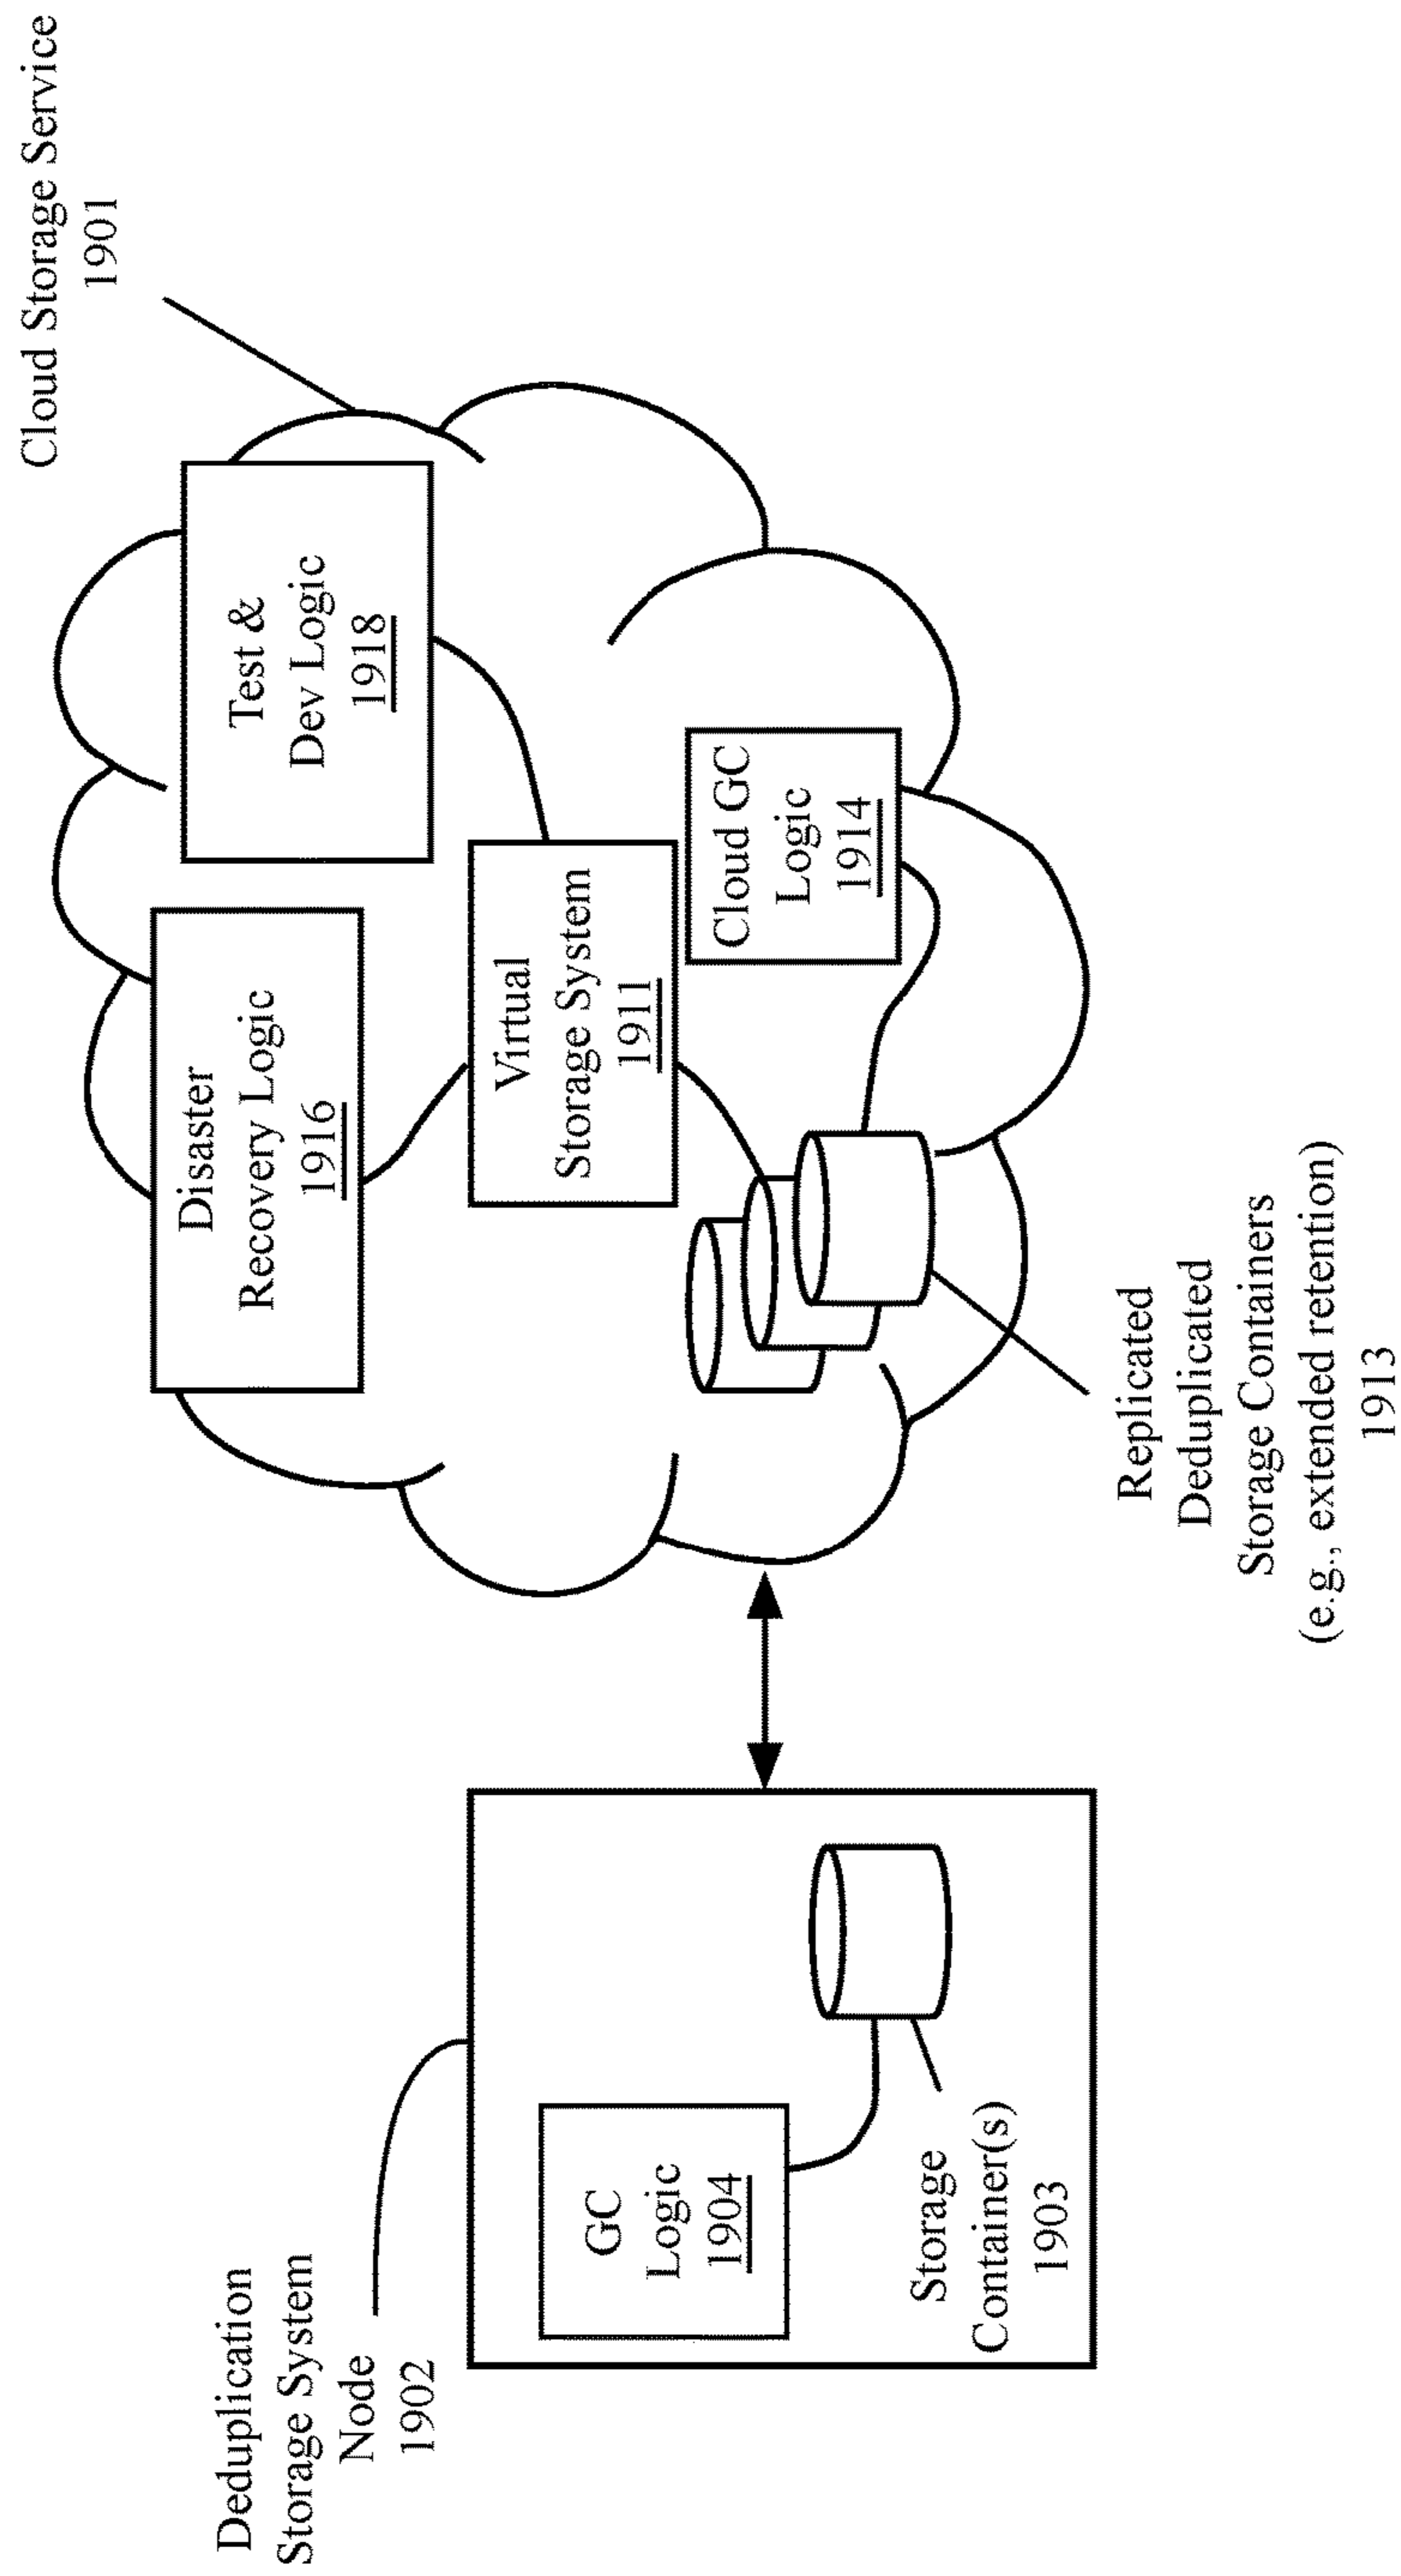 Deduplication
Storage System
Node
1902
GC
Logic
1904
Storage
Container(s)
1903
Disaster
Recovery Logic
1916
Test &
Dev Logic
1918
Cloud Storage Service
1901
Virtual
Storage System
1911
Cloud GC
Logic
1914
Replicated
Deduplicated
Storage Containers
(e.g., extended retention)
1913